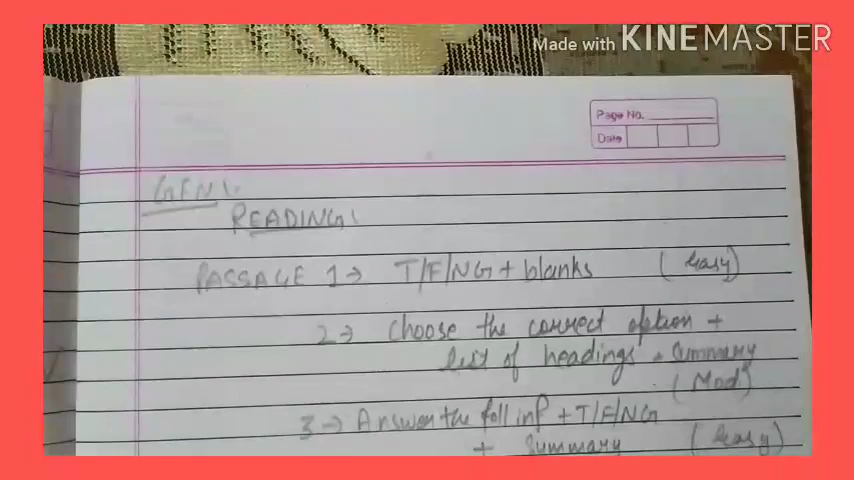 Made with KINEMASTER
Page No.
Date
GEN
READING
PASSAGE 1→ T/F/NG + blanks (easy)
2→ Choose the correct option +
list of headings + Summary
(Mod)
3→ Answer the foll inf + T/F/NG
+ Summary (easy)